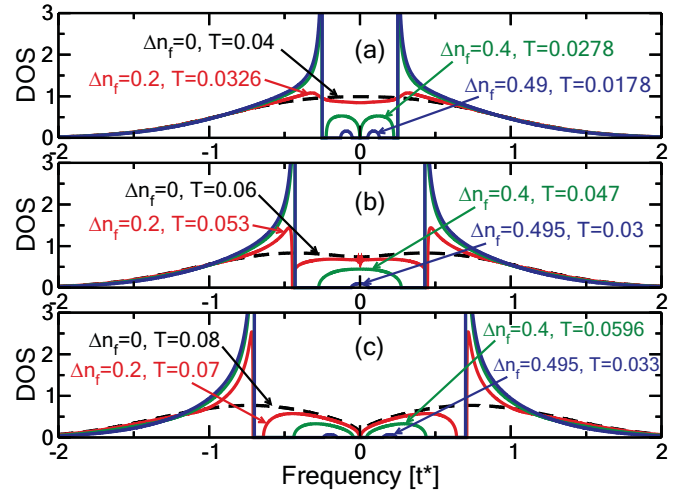 3
2
1
0
DOS
(a)
Δn_f=0, T=0.04
Δn_f=0.4, T=0.0278
Δn_f=0.2, T=0.0326
Δn_f=0.49, T=0.0178
-2 -1 0 1 2
3
2
1
0
DOS
(b)
Δn_f=0, T=0.06
Δn_f=0.4, T=0.047
Δn_f=0.2, T=0.053
Δn_f=0.495, T=0.03
-2 -1 0 1 2
3
2
1
0
DOS
(c)
Δn_f=0, T=0.08
Δn_f=0.4, T=0.0596
Δn_f=0.2, T=0.07
Δn_f=0.495, T=0.033
-2 -1 0 1 2
Frequency [t*]